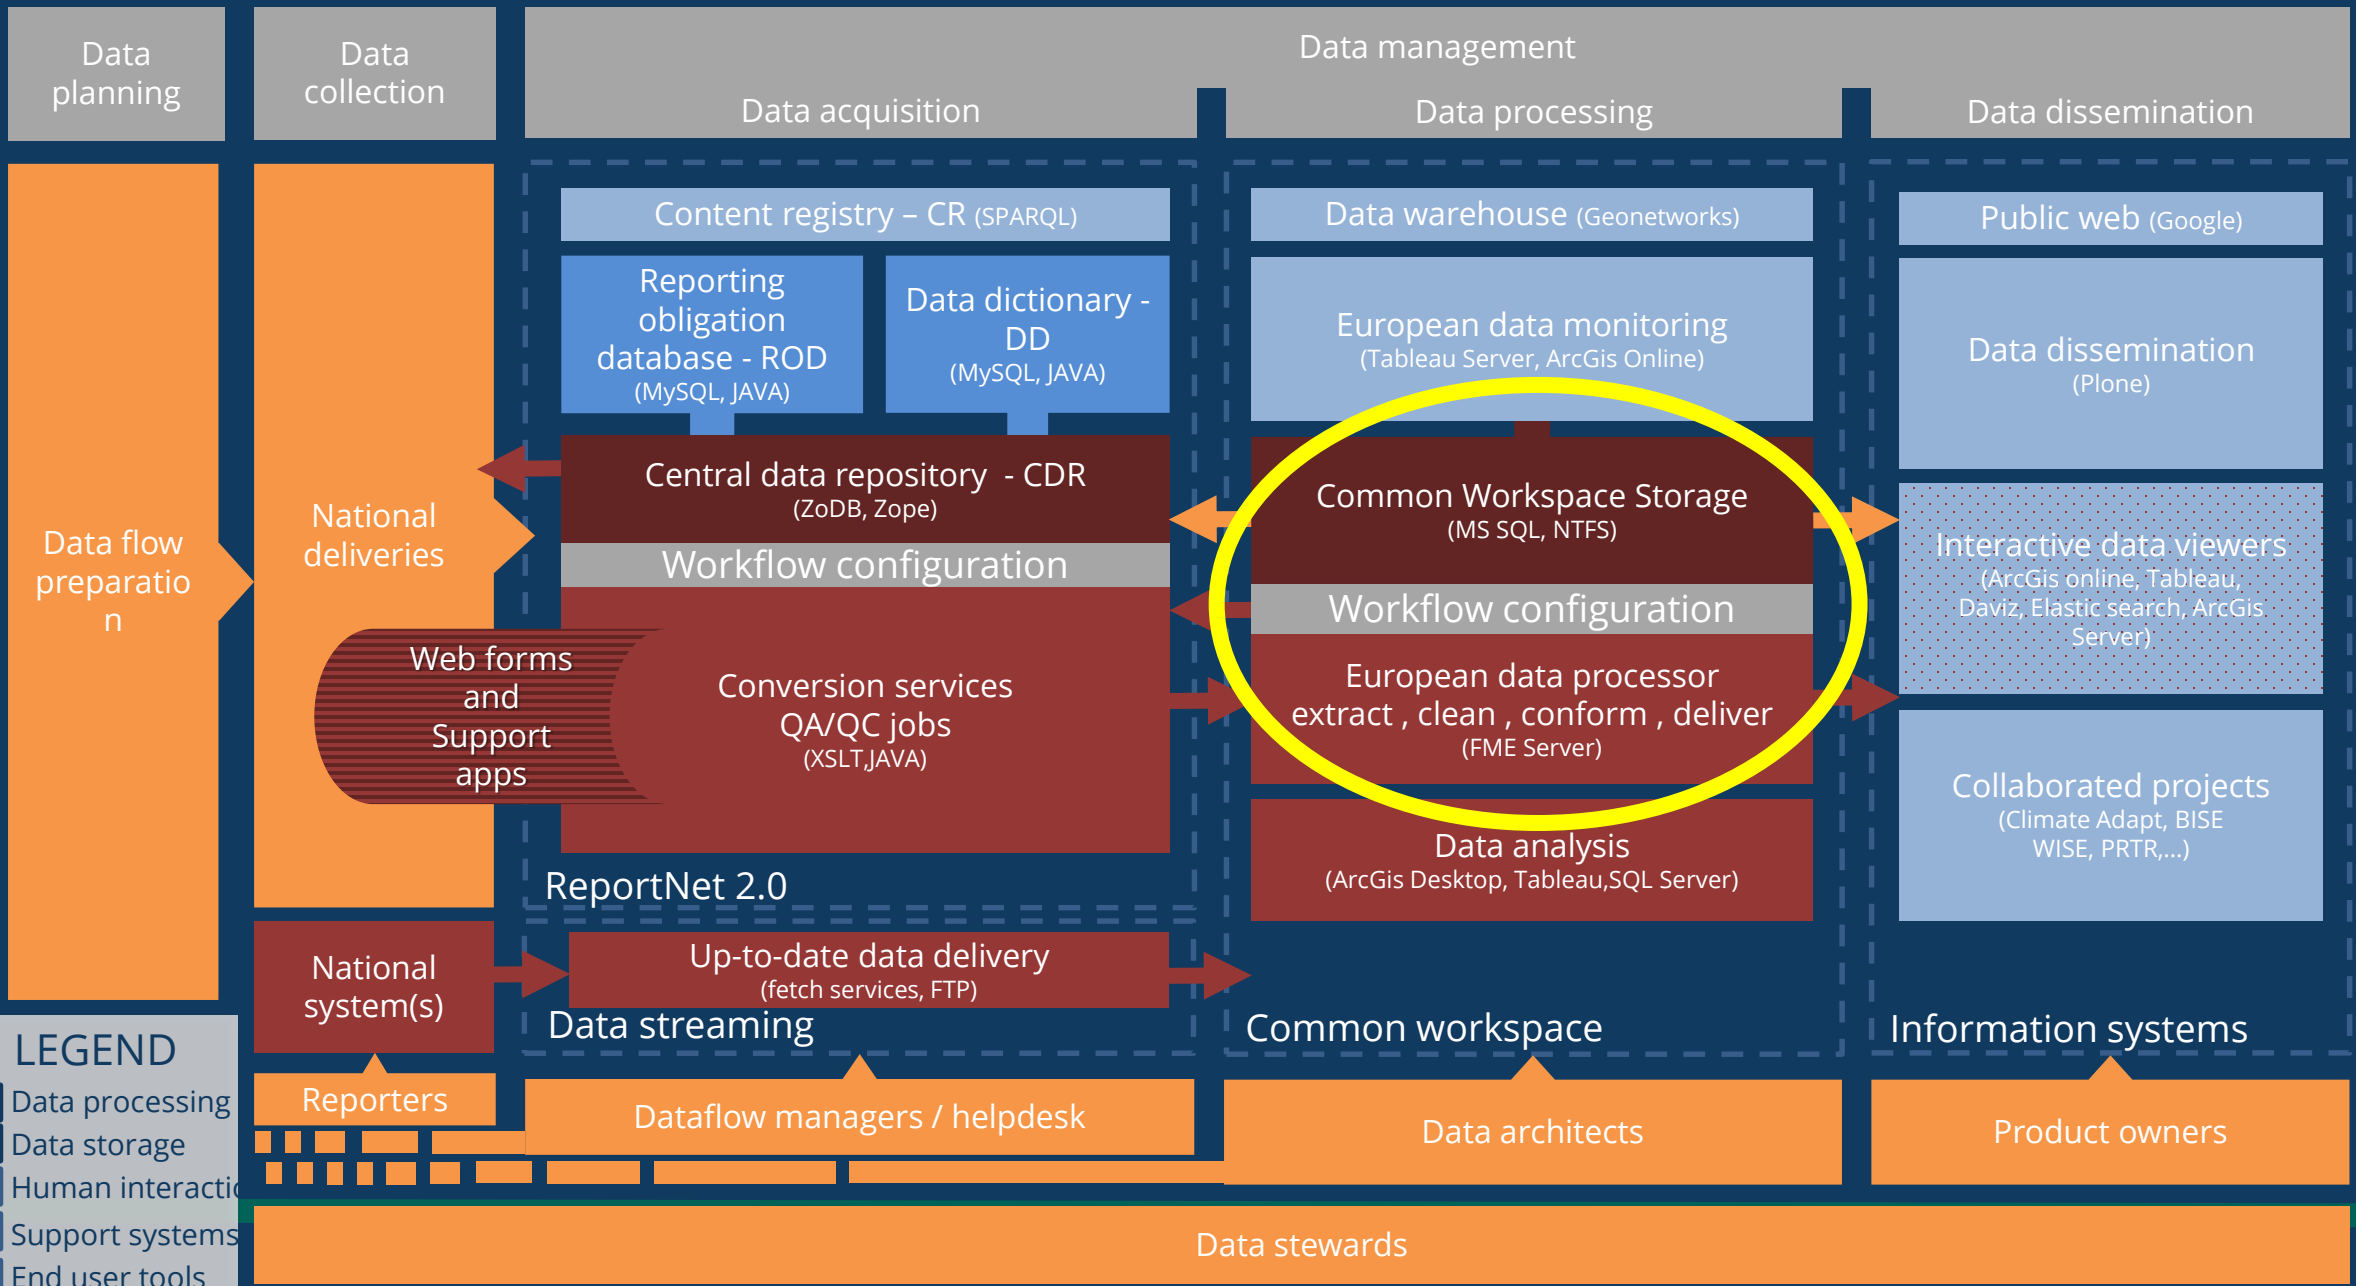 Data
planning
Data
collection
Data management
Data acquisition
Data processing
Data dissemination
Data flow
preparatio
n
National
deliveries
Content registry – CR (SPARQL)
Reporting
obligation
database - ROD
(MySQL, JAVA)
Data dictionary -
DD
(MySQL, JAVA)
Central data repository - CDR
(ZoDB, Zope)
Workflow configuration
Web forms
and
Support
apps
Conversion services
QA/QC jobs
(XSLT,JAVA)
ReportNet 2.0
National
system(s)
Up-to-date data delivery
(fetch services, FTP)
Data streaming
Data warehouse (Geonetworks)
European data monitoring
(Tableau Server, ArcGis Online)
Common Workspace Storage
(MS SQL, NTFS)
Workflow configuration
European data processor
extract , clean , conform , deliver
(FME Server)
Data analysis
(ArcGis Desktop, Tableau,SQL Server)
Common workspace
Public web (Google)
Data dissemination
(Plone)
Interactive data viewers
(ArcGis online, Tableau,
Daviz, Elastic search, ArcGis
Server)
Collaborated projects
(Climate Adapt, BISE
WISE, PRTR,...)
Information systems
LEGEND
Data processing
Data storage
Human interactio
Support systems
End user tools
Reporters
Dataflow managers / helpdesk
Data architects
Product owners
Data stewards